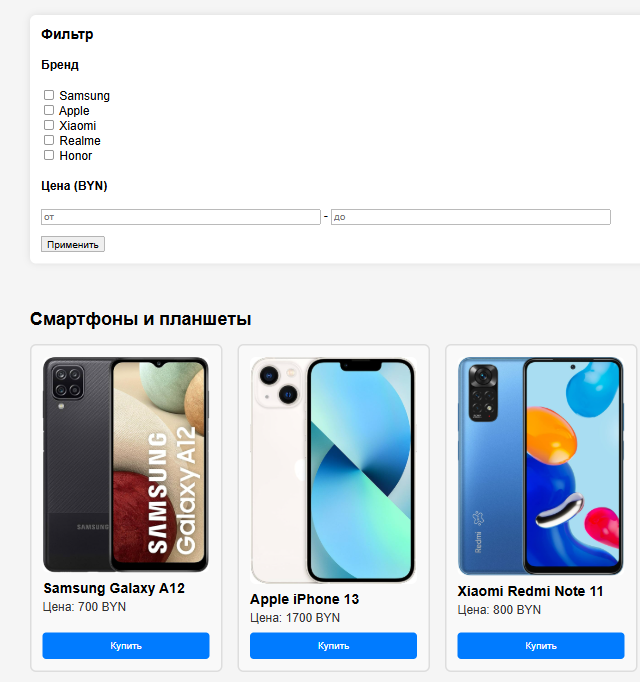 Фильтр
Бренд
Samsung
Apple
Xiaomi
Realme
Honor
Цена (BYN)
от - до
Применить
Смартфоны и планшеты
SAMSUNG
SAMSUNG
Galaxy A12
Redmi
Samsung Galaxy A12
Цена: 700 BYN
Купить
Apple iPhone 13
Цена: 1700 BYN
Купить
Xiaomi Redmi Note 11
Цена: 800 BYN
Купить